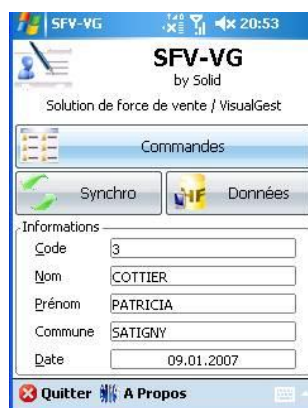 SFV-VG 20:53
SFV-VG
by Solid
Solution de force de vente / VisualGest
Commandes
Synchro HF Données
Informations
Code 3
Nom COTTIER
Prénom PATRICIA
Commune SATIGNY
Date 09.01.2007
Quitter A Propos